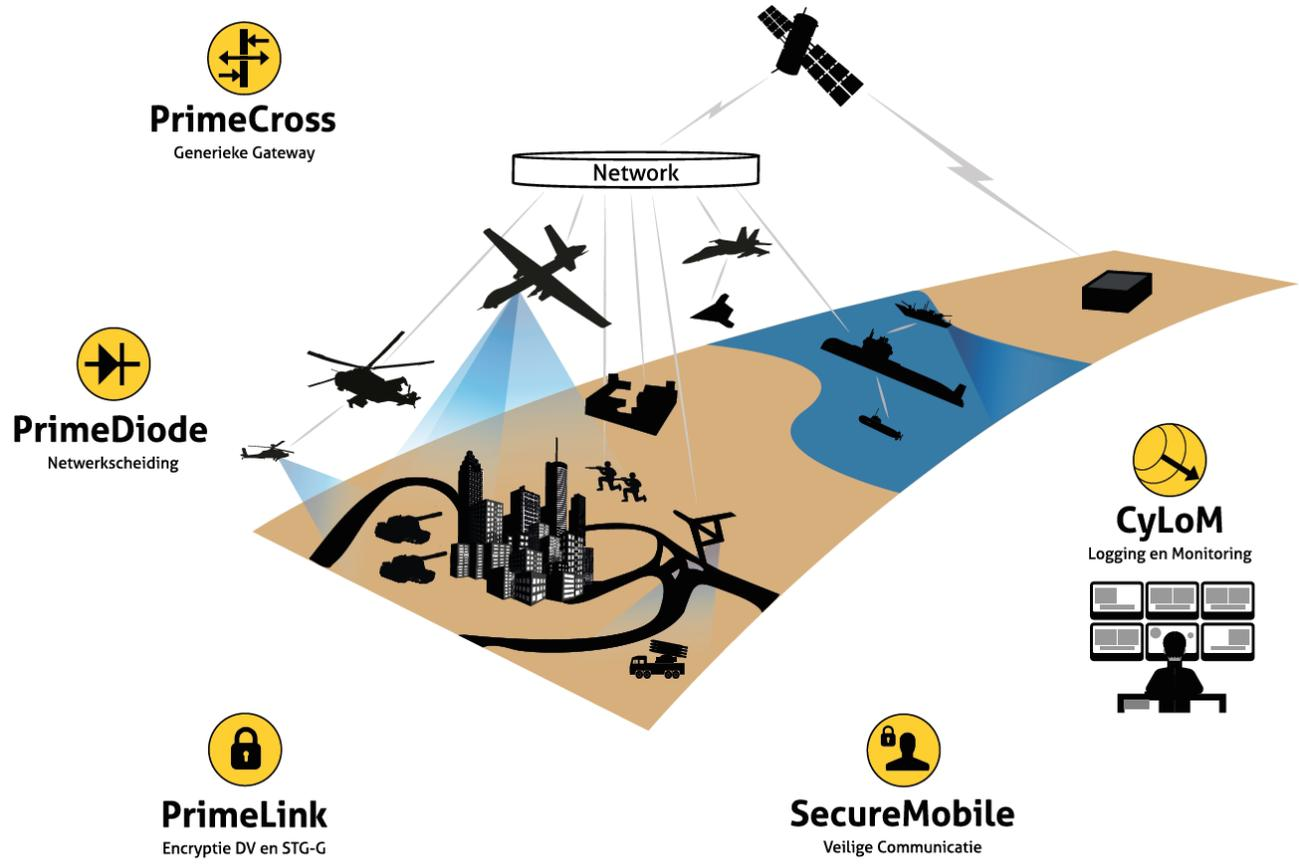 PrimeCross
Generieke Gateway
Network
PrimeDiode
Netwerkscheiding
CyLoM
Logging en Monitoring
PrimeLink
Encryptie DV en STG-G
SecureMobile
Veilige Communicatie